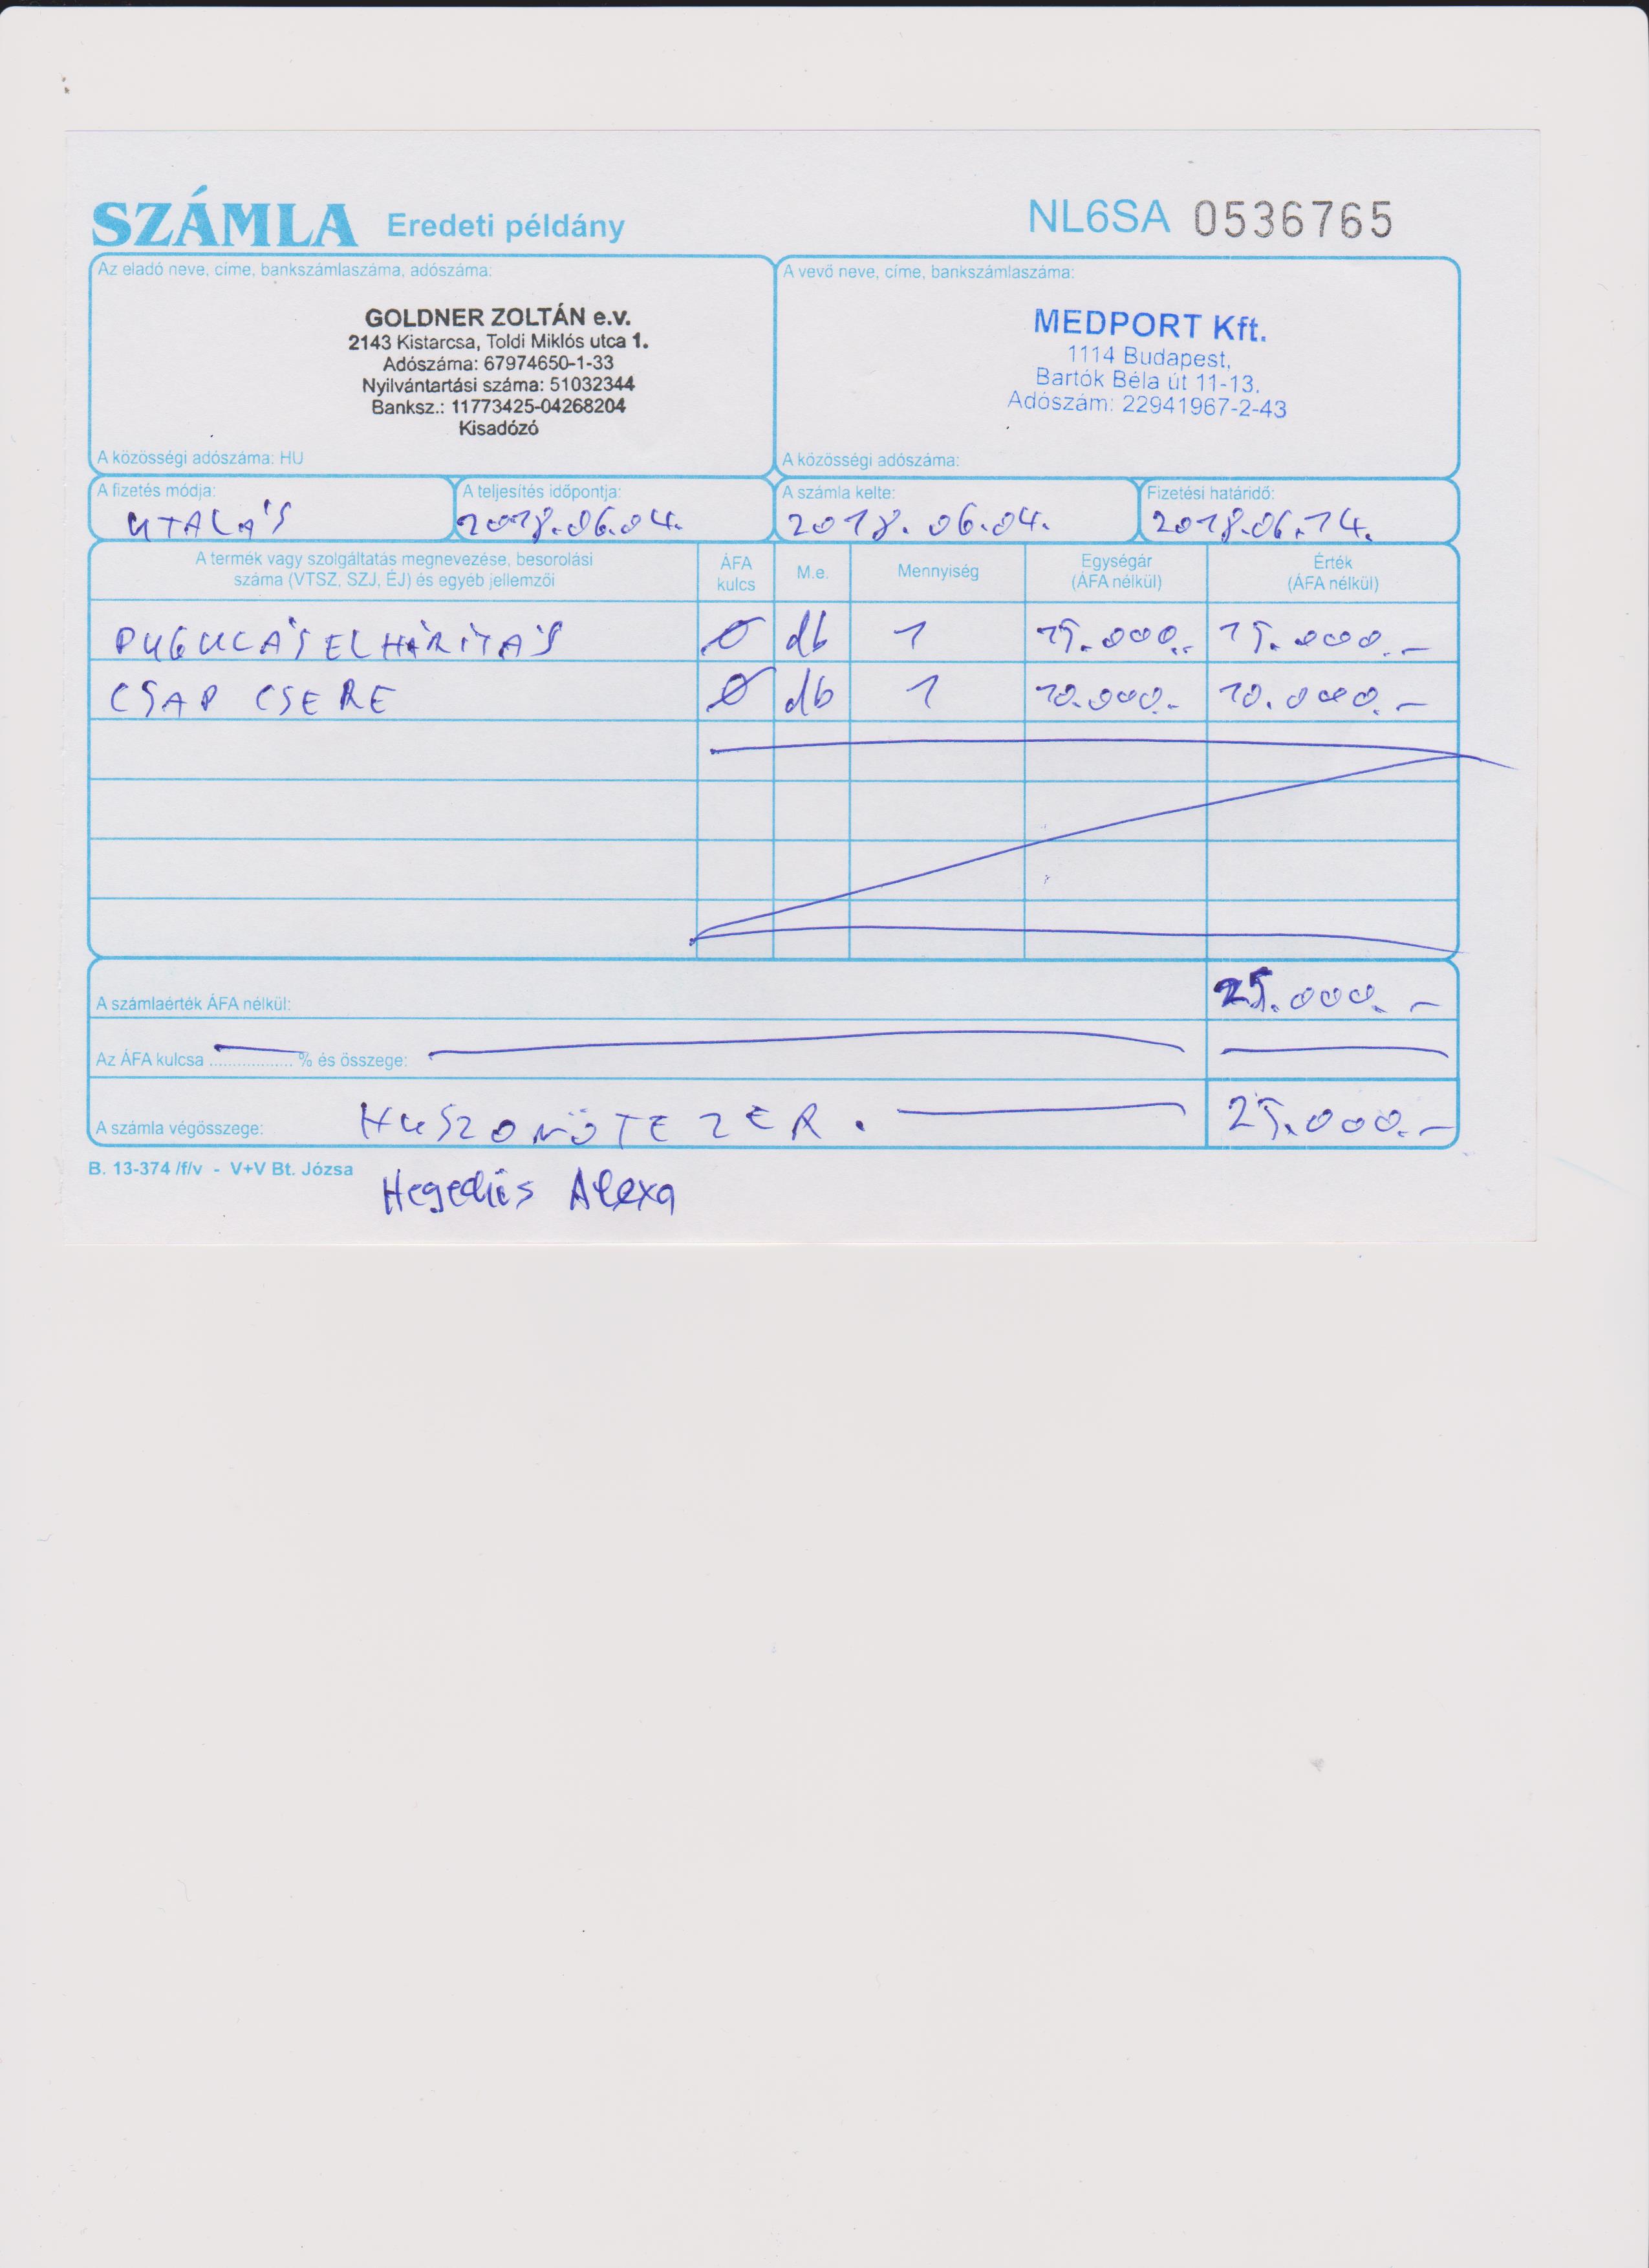 SZÁMLA Eredeti példány NL6SA 0536765
Az eladó neve, címe, bankszámlaszáma, adószáma:
GOLDNER ZOLTÁN e.v.
2143 Kistarcsa, Toldi Miklós utca 1.
Adószáma: 67974650-1-33
Nyilvántartási száma: 51032344
Banksz.: 11773425-04268204
Kisadózó
A közösségi adószáma: HU
A vevő neve, címe, bankszámlaszáma:
MEDPORT Kft.
1114 Budapest,
Bartók Béla út 11-13.
Adószám: 22941967-2-43
A közösségi adószáma:
A fizetés módja:
UTALÁS
A teljesítés időpontja:
2018.06.04.
A számla kelte:
2018.06.04.
Fizetési határidő:
2018.06.14.
A termék vagy szolgáltatás megnevezése, besorolási
száma (VTSZ, SZJ, ÉJ) és egyéb jellemzői
ÁFA
kulcs
M.e.
Mennyiség
Egységár
(ÁFA nélkül)
Érték
(ÁFA nélkül)
DUGULÁSELHÁRÍTÁS 0 db 1 15.000.- 15.000.-
CSAP CSERE 0 db 1 10.000.- 10.000.-
A számlaérték ÁFA nélkül: 25.000.-
Az ÁFA kulcsa .................. % és összege:
A számla végösszege: HUSZONÖTEZER. 25.000.-
B. 13-374 /f/v - V+V Bt. Józsa
Hegedűs Alexa